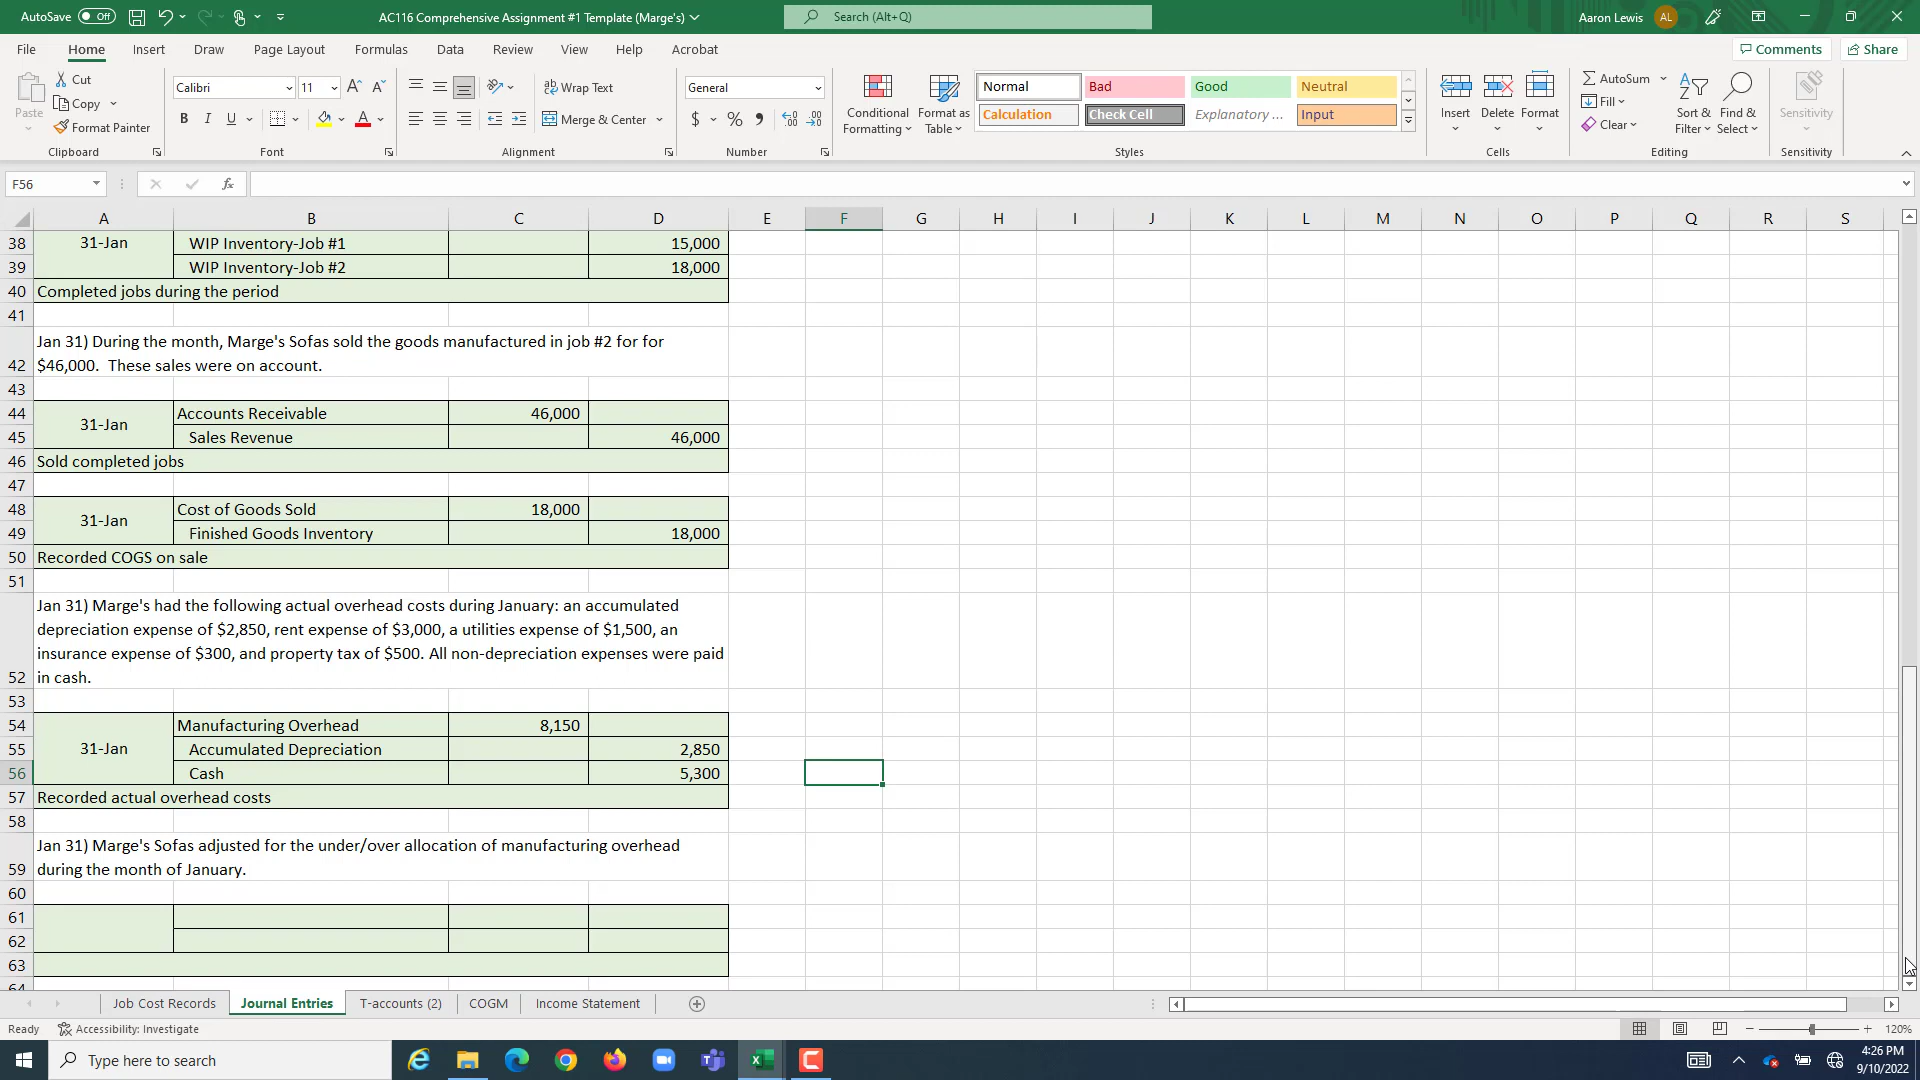 AutoSave Off
AC116 Comprehensive Assignment #1 Template (Marge's)
Search (Alt+Q)
Aaron Lewis AL
File Home Insert Draw Page Layout Formulas Data Review View Help Acrobat
Comments Share
Paste
Cut
Copy
Format Painter
Clipboard
Calibri 11
B I U
Font
Wrap Text
Merge & Center
Alignment
General
$ % 9
Number
Conditional Formatting
Format as Table
Normal Bad Good Neutral
Calculation Check Cell Explanatory ... Input
Styles
Insert Delete Format
Cells
AutoSum
Fill
Clear
Sort & Filter
Find & Select
Editing
Sensitivity
Sensitivity
F56
fx
A B C D E F G H I J K L M N O P Q R S
38 31-Jan WIP Inventory-Job #1 15,000
39 WIP Inventory-Job #2 18,000
40 Completed jobs during the period
41
Jan 31) During the month, Marge's Sofas sold the goods manufactured in job #2 for for
42 $46,000. These sales were on account.
43
44 Accounts Receivable 46,000
31-Jan
45 Sales Revenue 46,000
46 Sold completed jobs
47
48 Cost of Goods Sold 18,000
31-Jan
49 Finished Goods Inventory 18,000
50 Recorded COGS on sale
51
Jan 31) Marge's had the following actual overhead costs during January: an accumulated
depreciation expense of $2,850, rent expense of $3,000, a utilities expense of $1,500, an
insurance expense of $300, and property tax of $500. All non-depreciation expenses were paid
52 in cash.
53
54 Manufacturing Overhead 8,150
55 31-Jan Accumulated Depreciation 2,850
56 Cash 5,300
57 Recorded actual overhead costs
58
Jan 31) Marge's Sofas adjusted for the under/over allocation of manufacturing overhead
59 during the month of January.
60
61
62
63
64
Job Cost Records Journal Entries T-accounts (2) COGM Income Statement
Ready Accessibility: Investigate
120%
Type here to search
4:26 PM
9/10/2022